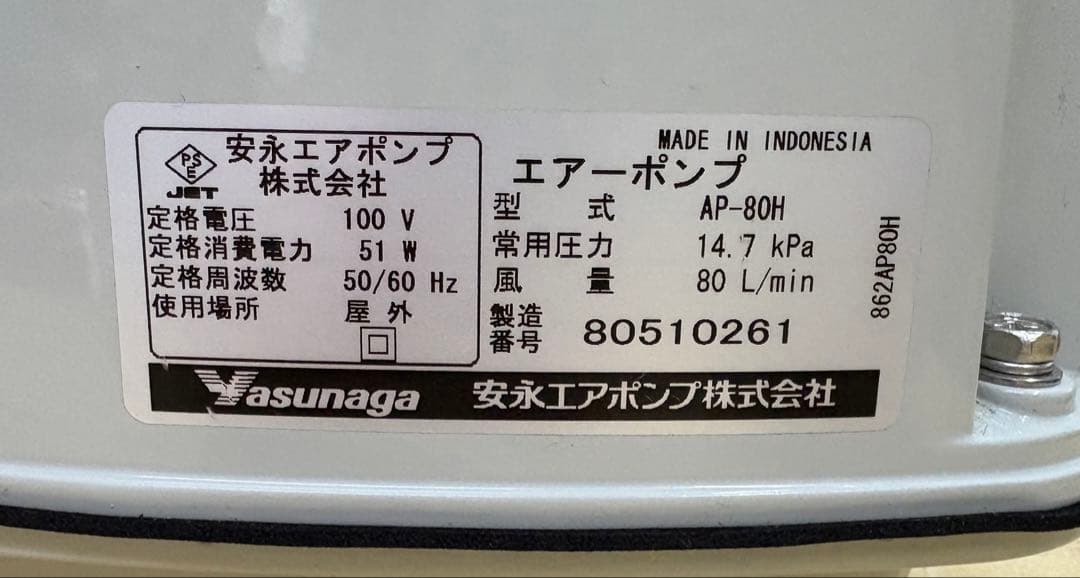 PSE
JET
安永エアポンプ
株式会社
定格電圧 100 V
定格消費電力 51 W
定格周波数 50/60 Hz
使用場所 屋外
MADE IN INDONESIA
エアーポンプ
型式 AP-80H
常用圧力 14.7 kPa
風量 80 L/min
製造
番号 80510261
862AP80H
Yasunaga 安永エアポンプ株式会社